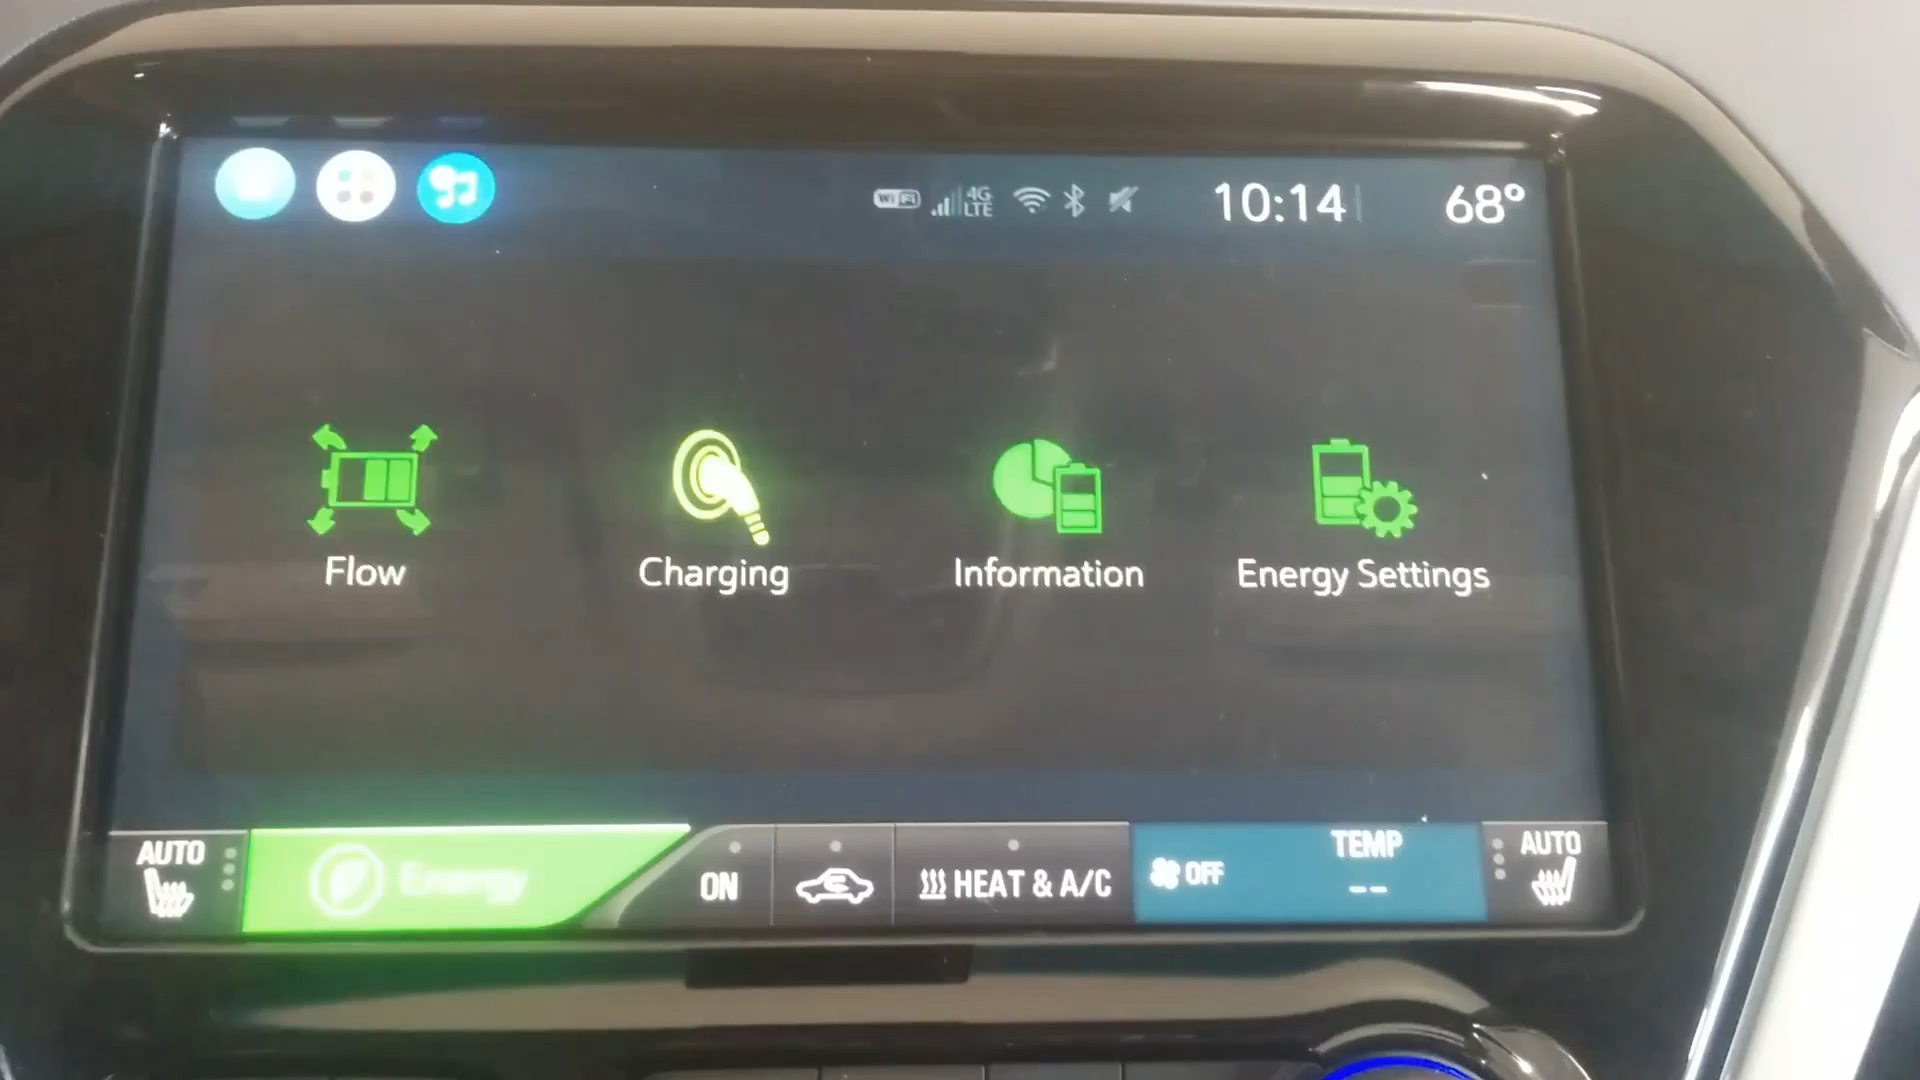 WiFi 4G LTE 10:14 68°
Flow Charging Information Energy Settings
AUTO Energy ON HEAT & A/C OFF TEMP -- AUTO